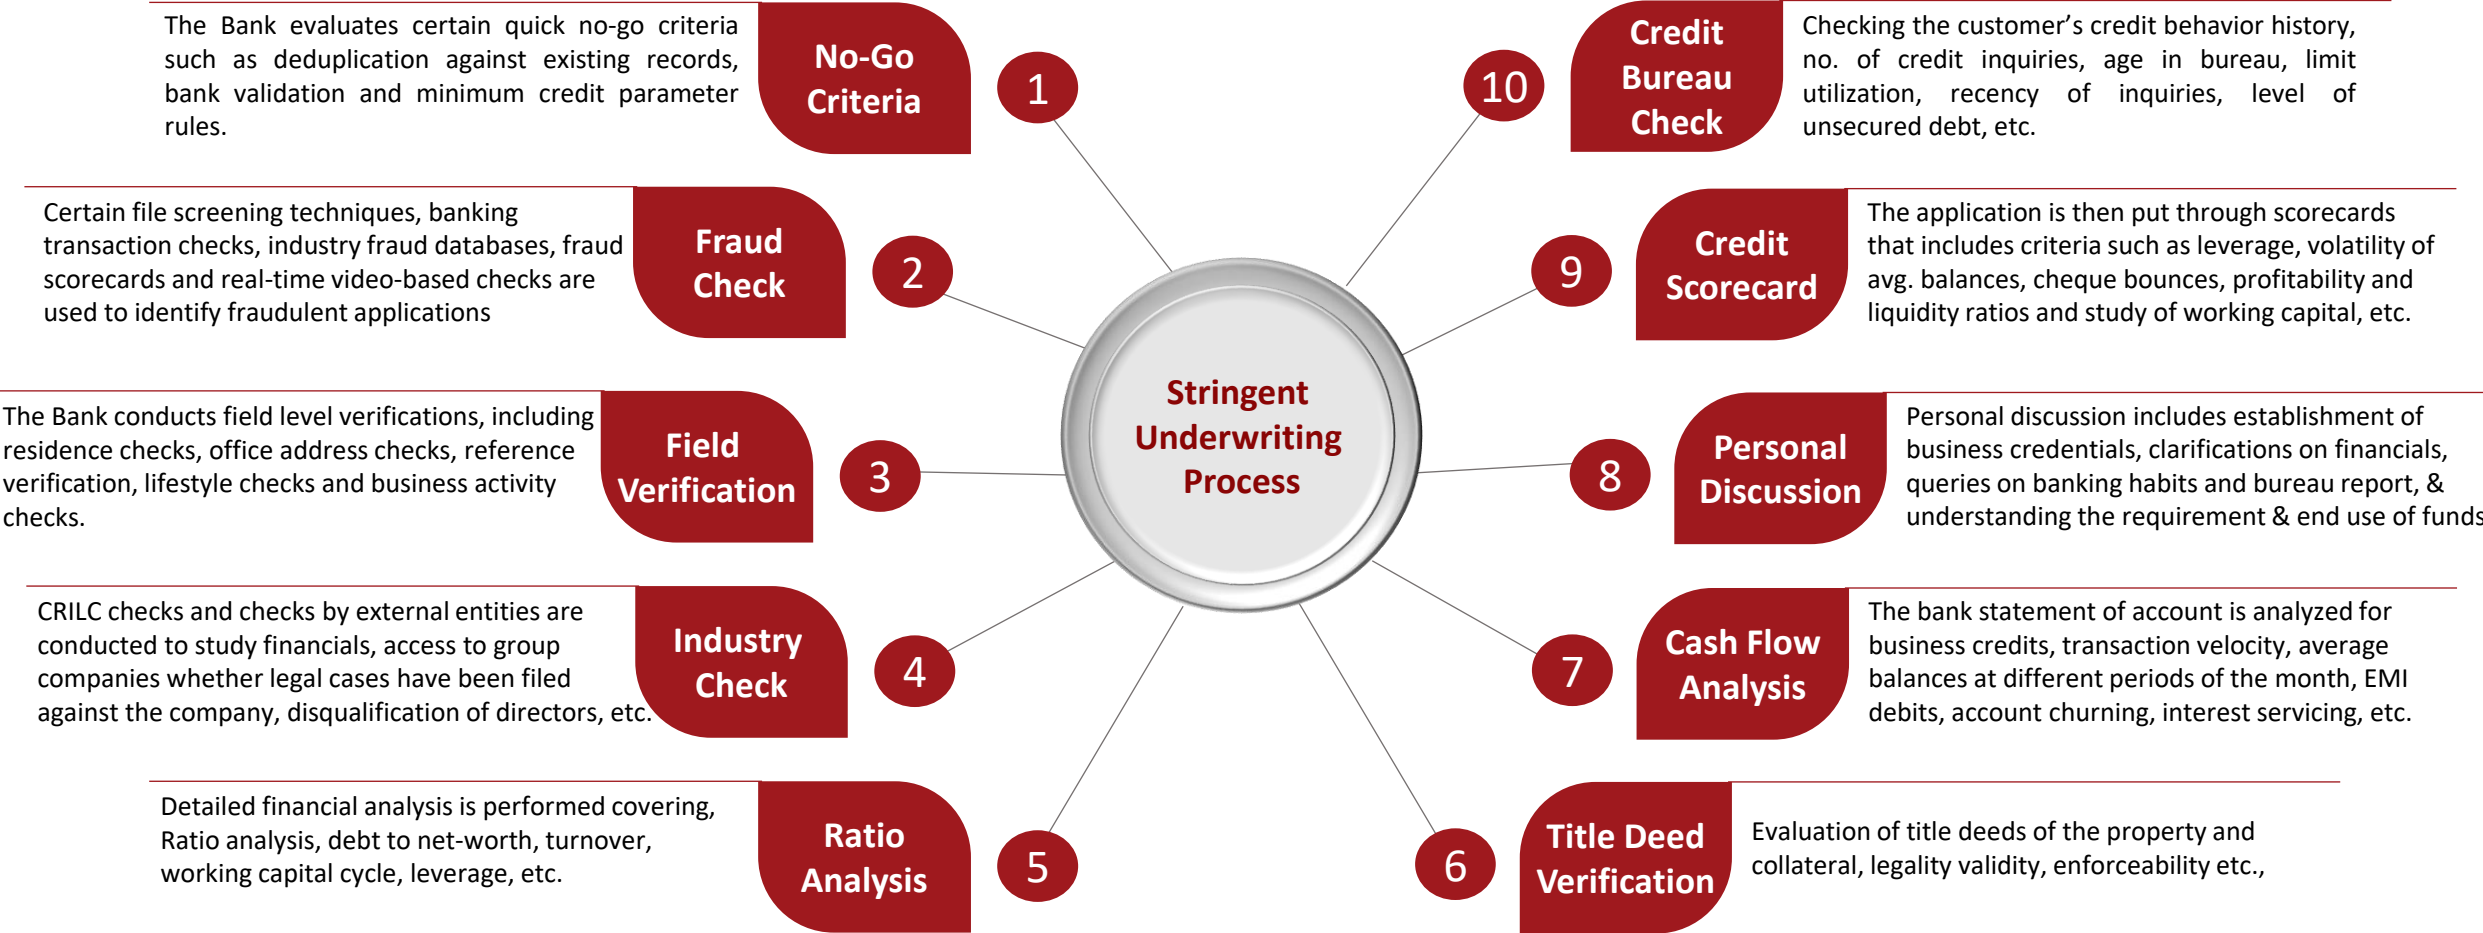 The Bank evaluates certain quick no-go criteria
such as deduplication against existing records,
bank validation and minimum credit parameter
rules.
No-Go
Criteria
1
Certain file screening techniques, banking
transaction checks, industry fraud databases, fraud
scorecards and real-time video-based checks are
used to identify fraudulent applications
Fraud
Check
2
The Bank conducts field level verifications, including
residence checks, office address checks, reference
verification, lifestyle checks and business activity
checks.
Field
Verification
3
CRILC checks and checks by external entities are
conducted to study financials, access to group
companies whether legal cases have been filed
against the company, disqualification of directors, etc.
Industry
Check
4
Detailed financial analysis is performed covering,
Ratio analysis, debt to net-worth, turnover,
working capital cycle, leverage, etc.
Ratio
Analysis
5
Stringent
Underwriting
Process
6
Title Deed
Verification
Evaluation of title deeds of the property and
collateral, legality validity, enforceability etc.,
7
Cash Flow
Analysis
The bank statement of account is analyzed for
business credits, transaction velocity, average
balances at different periods of the month, EMI
debits, account churning, interest servicing, etc.
8
Personal
Discussion
Personal discussion includes establishment of
business credentials, clarifications on financials,
queries on banking habits and bureau report, &
understanding the requirement & end use of funds
9
Credit
Scorecard
The application is then put through scorecards
that includes criteria such as leverage, volatility of
avg. balances, cheque bounces, profitability and
liquidity ratios and study of working capital, etc.
10
Credit
Bureau
Check
Checking the customer’s credit behavior history,
no. of credit inquiries, age in bureau, limit
utilization, recency of inquiries, level of
unsecured debt, etc.